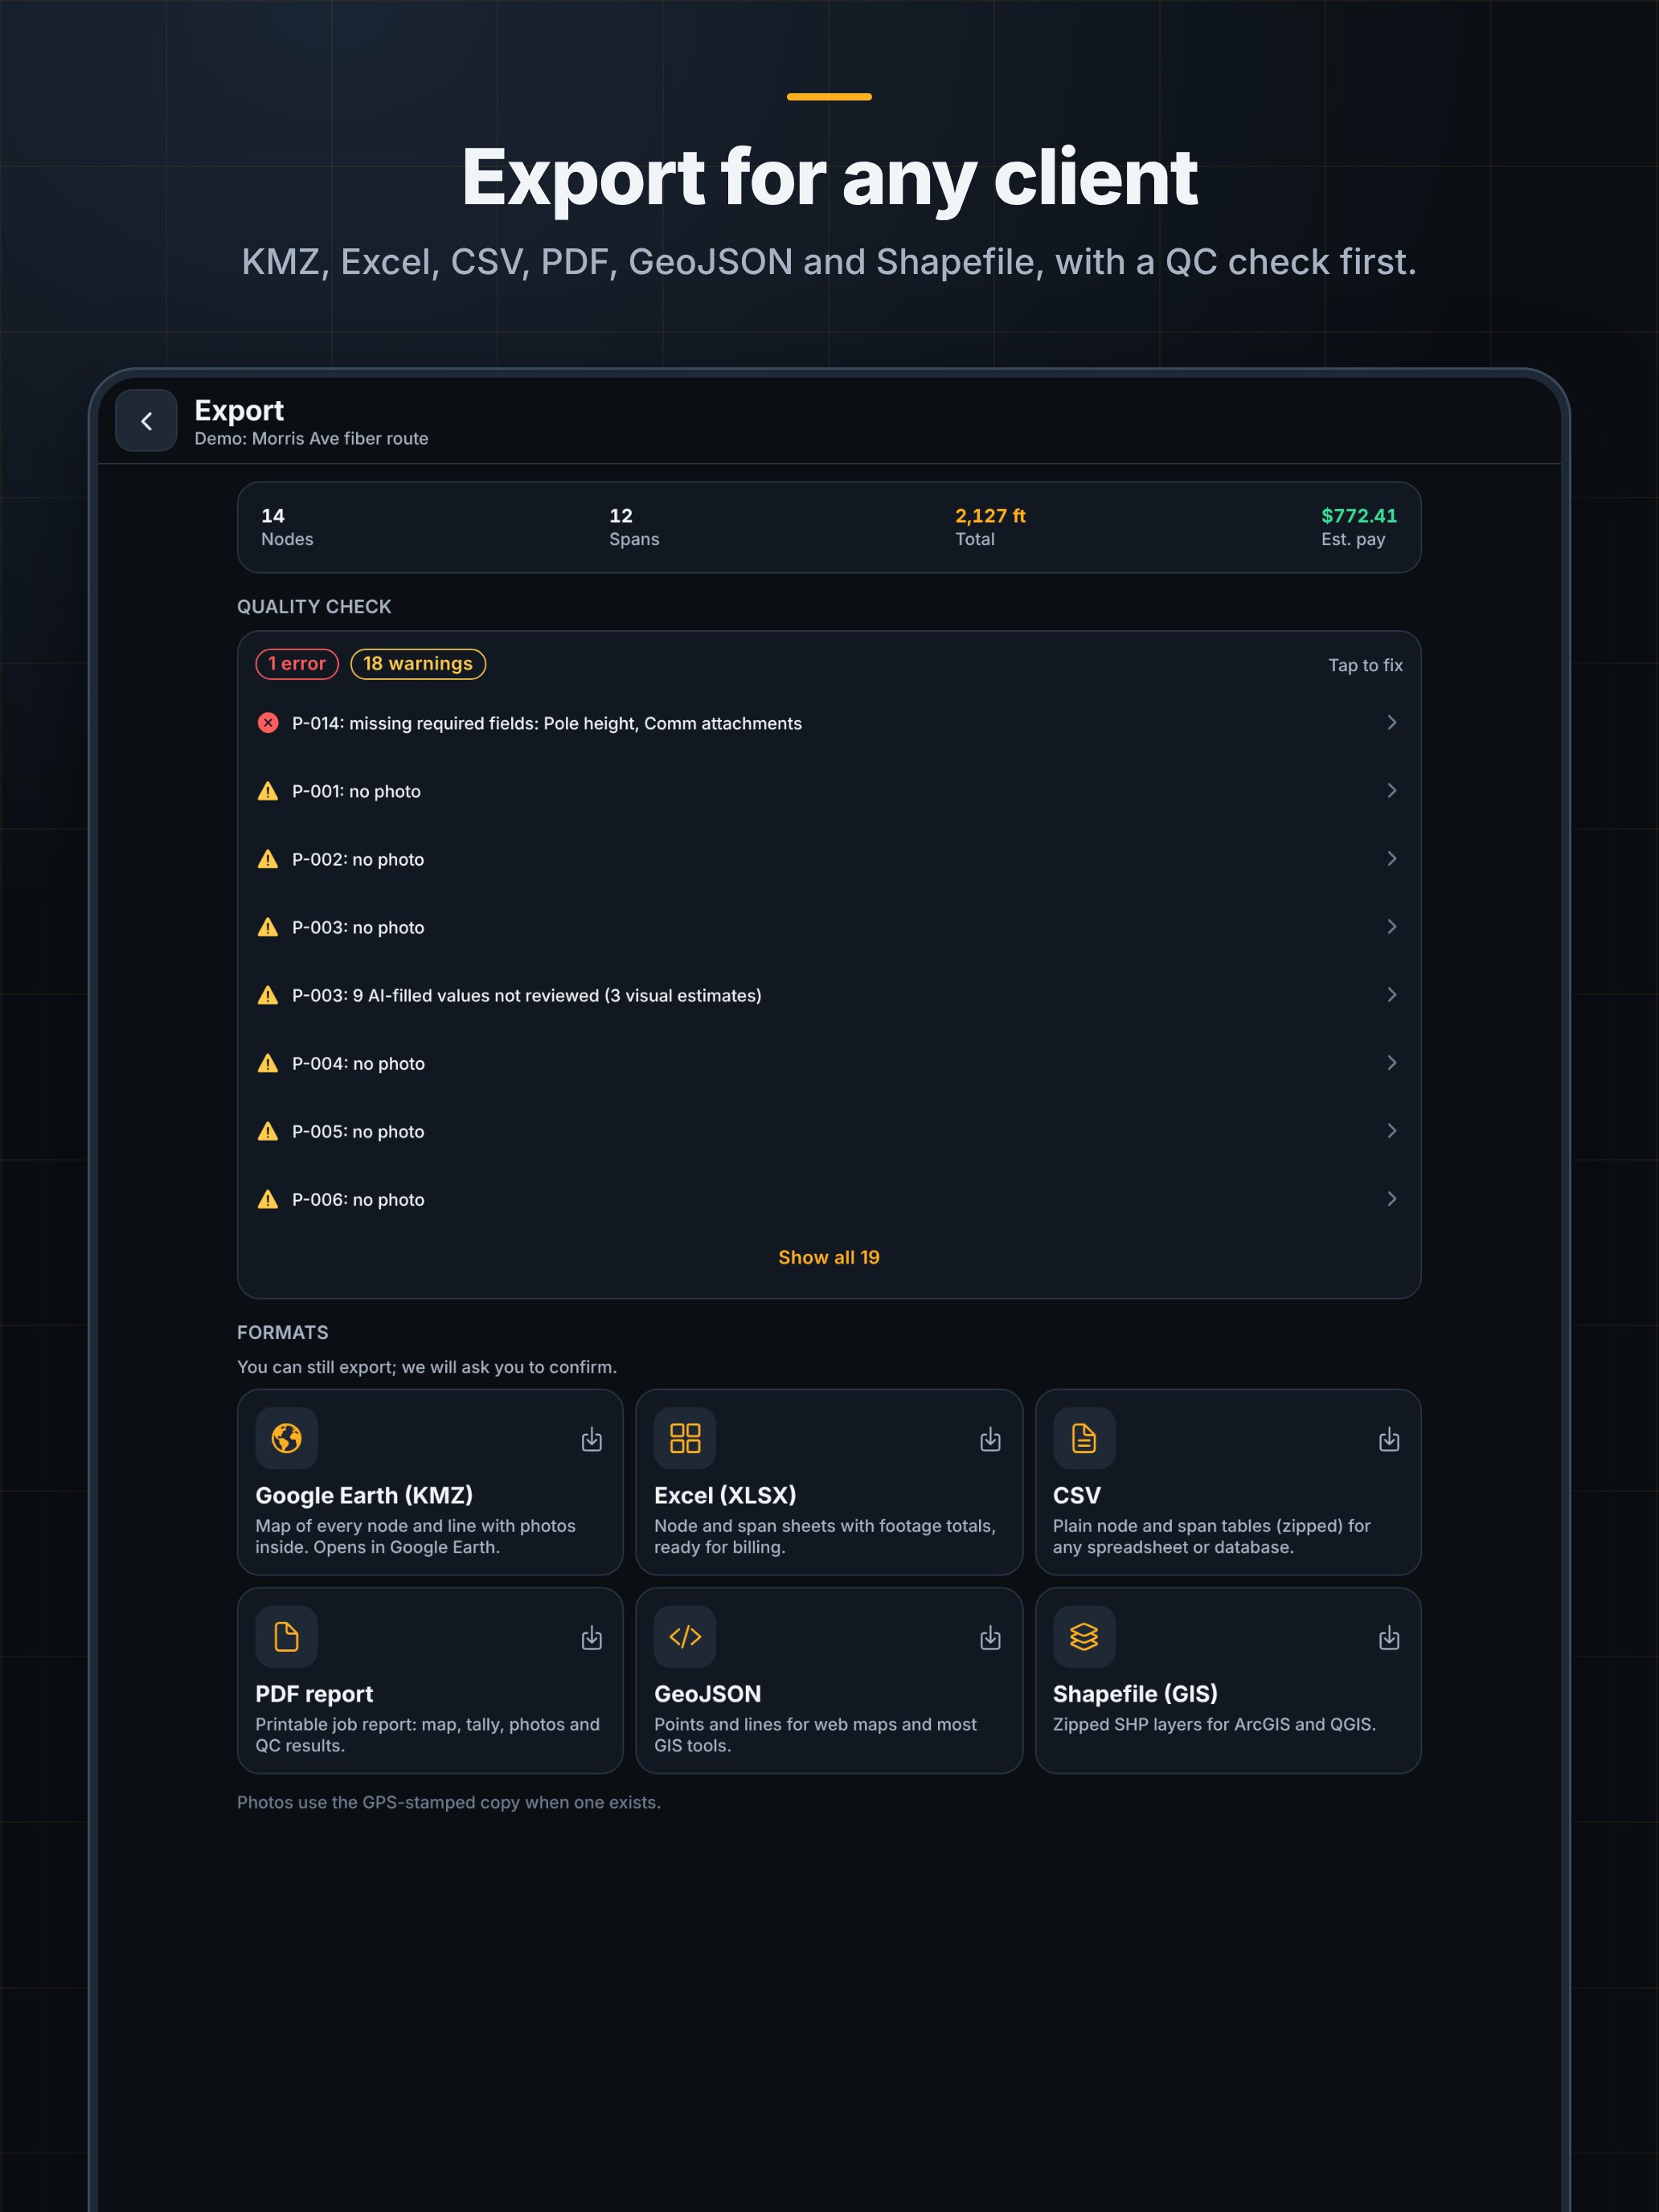 Export for any client
KMZ, Excel, CSV, PDF, GeoJSON and Shapefile, with a QC check first.
Export
Demo: Morris Ave fiber route
14
Nodes
12
Spans
2,127 ft
Total
$772.41
Est. pay
QUALITY CHECK
1 error
18 warnings
Tap to fix
P-014: missing required fields: Pole height, Comm attachments
P-001: no photo
P-002: no photo
P-003: no photo
P-003: 9 AI-filled values not reviewed (3 visual estimates)
P-004: no photo
P-005: no photo
P-006: no photo
Show all 19
FORMATS
You can still export; we will ask you to confirm.
Google Earth (KMZ)
Map of every node and line with photos
inside. Opens in Google Earth.
Excel (XLSX)
Node and span sheets with footage totals,
ready for billing.
CSV
Plain node and span tables (zipped) for
any spreadsheet or database.
PDF report
Printable job report: map, tally, photos and
QC results.
GeoJSON
Points and lines for web maps and most
GIS tools.
Shapefile (GIS)
Zipped SHP layers for ArcGIS and QGIS.
Photos use the GPS-stamped copy when one exists.